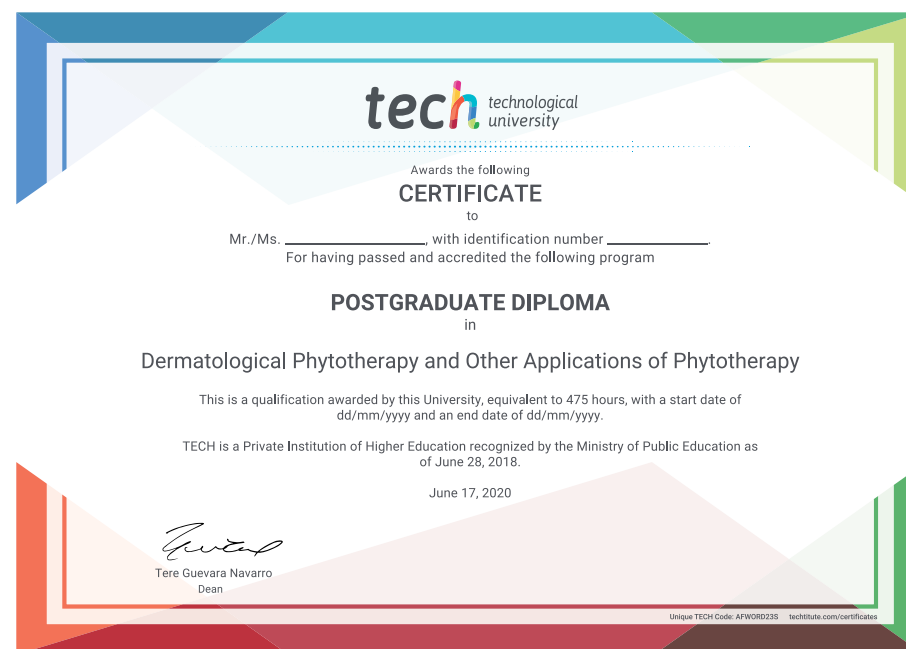 tech technological
university
Awards the following
CERTIFICATE
to
Mr./Ms. ____________, with identification number ____________.
For having passed and accredited the following program
POSTGRADUATE DIPLOMA
in
Dermatological Phytotherapy and Other Applications of Phytotherapy
This is a qualification awarded by this University, equivalent to 475 hours, with a start date of
dd/mm/yyyy and an end date of dd/mm/yyyy.
TECH is a Private Institution of Higher Education recognized by the Ministry of Public Education as
of June 28, 2018.
June 17, 2020
Tere Guevara Navarro
Dean
Unique TECH Code: AFWORD23S techtitute.com/certificates